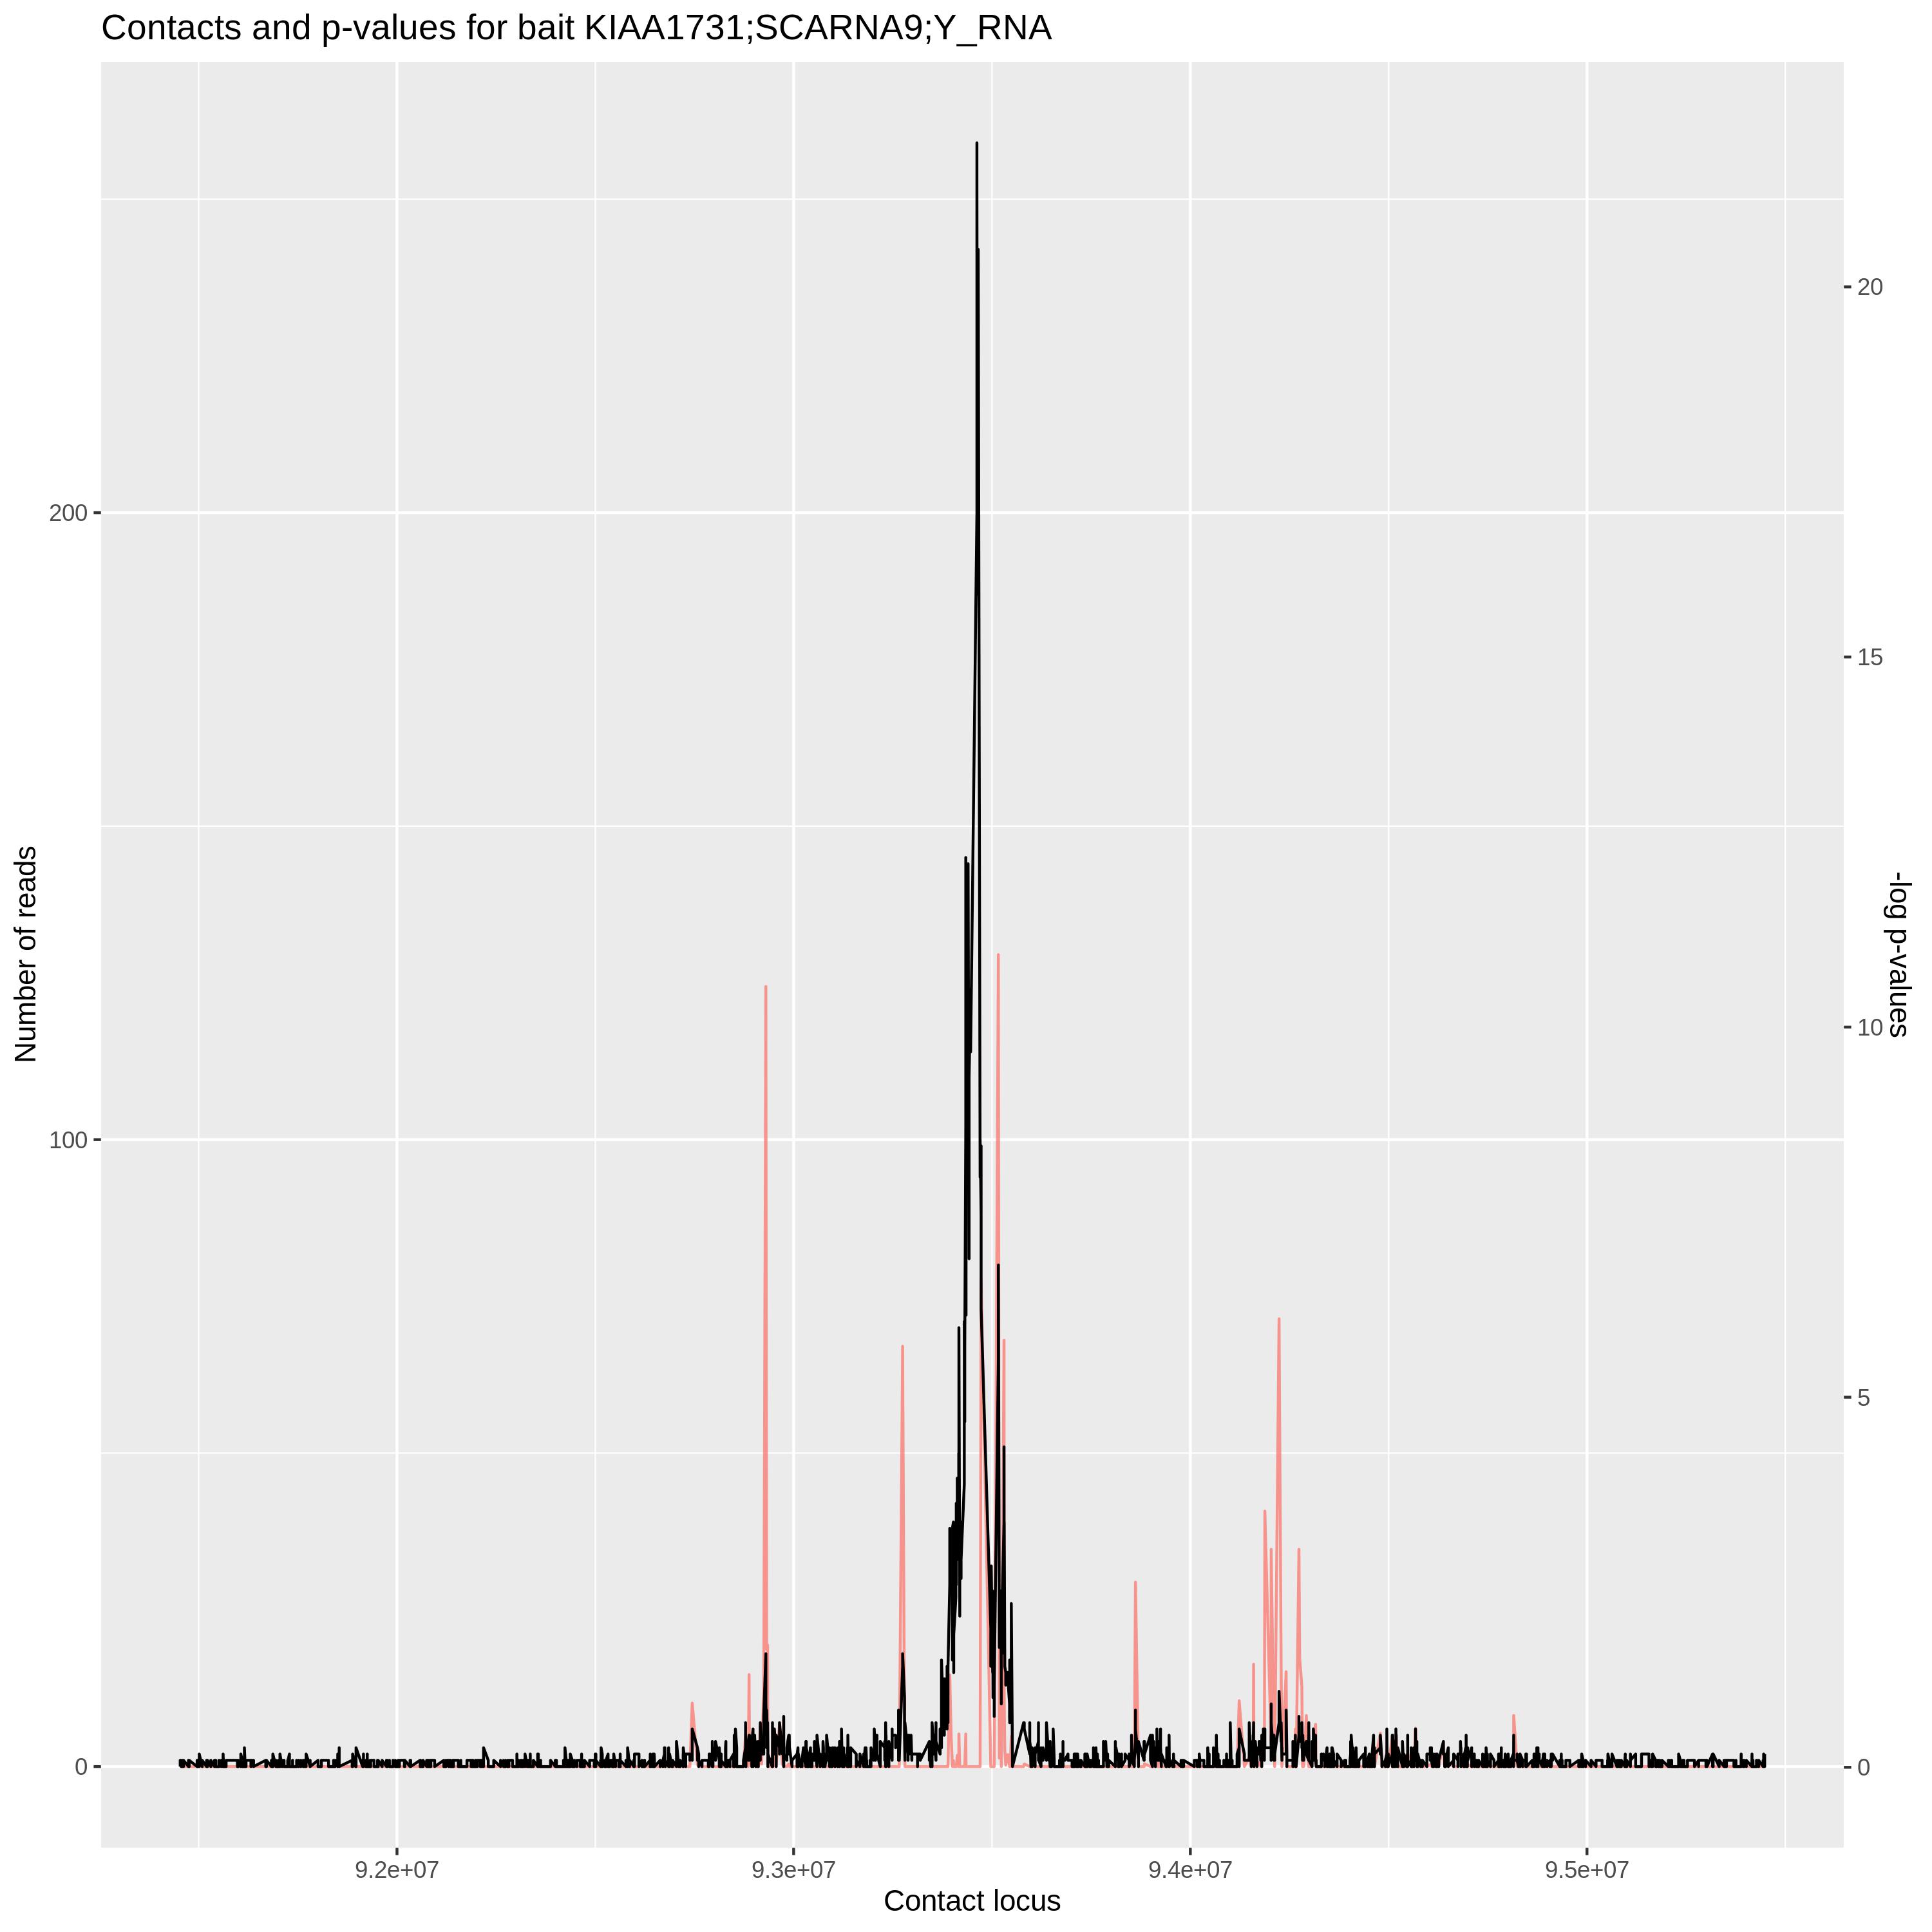 Contacts and p-values for bait KIAA1731;SCARNA9;Y_RNA
Number of reads
200
100
0
20
15
10
5
0
-log p-values
9.2e+07
9.3e+07
9.4e+07
9.5e+07
Contact locus